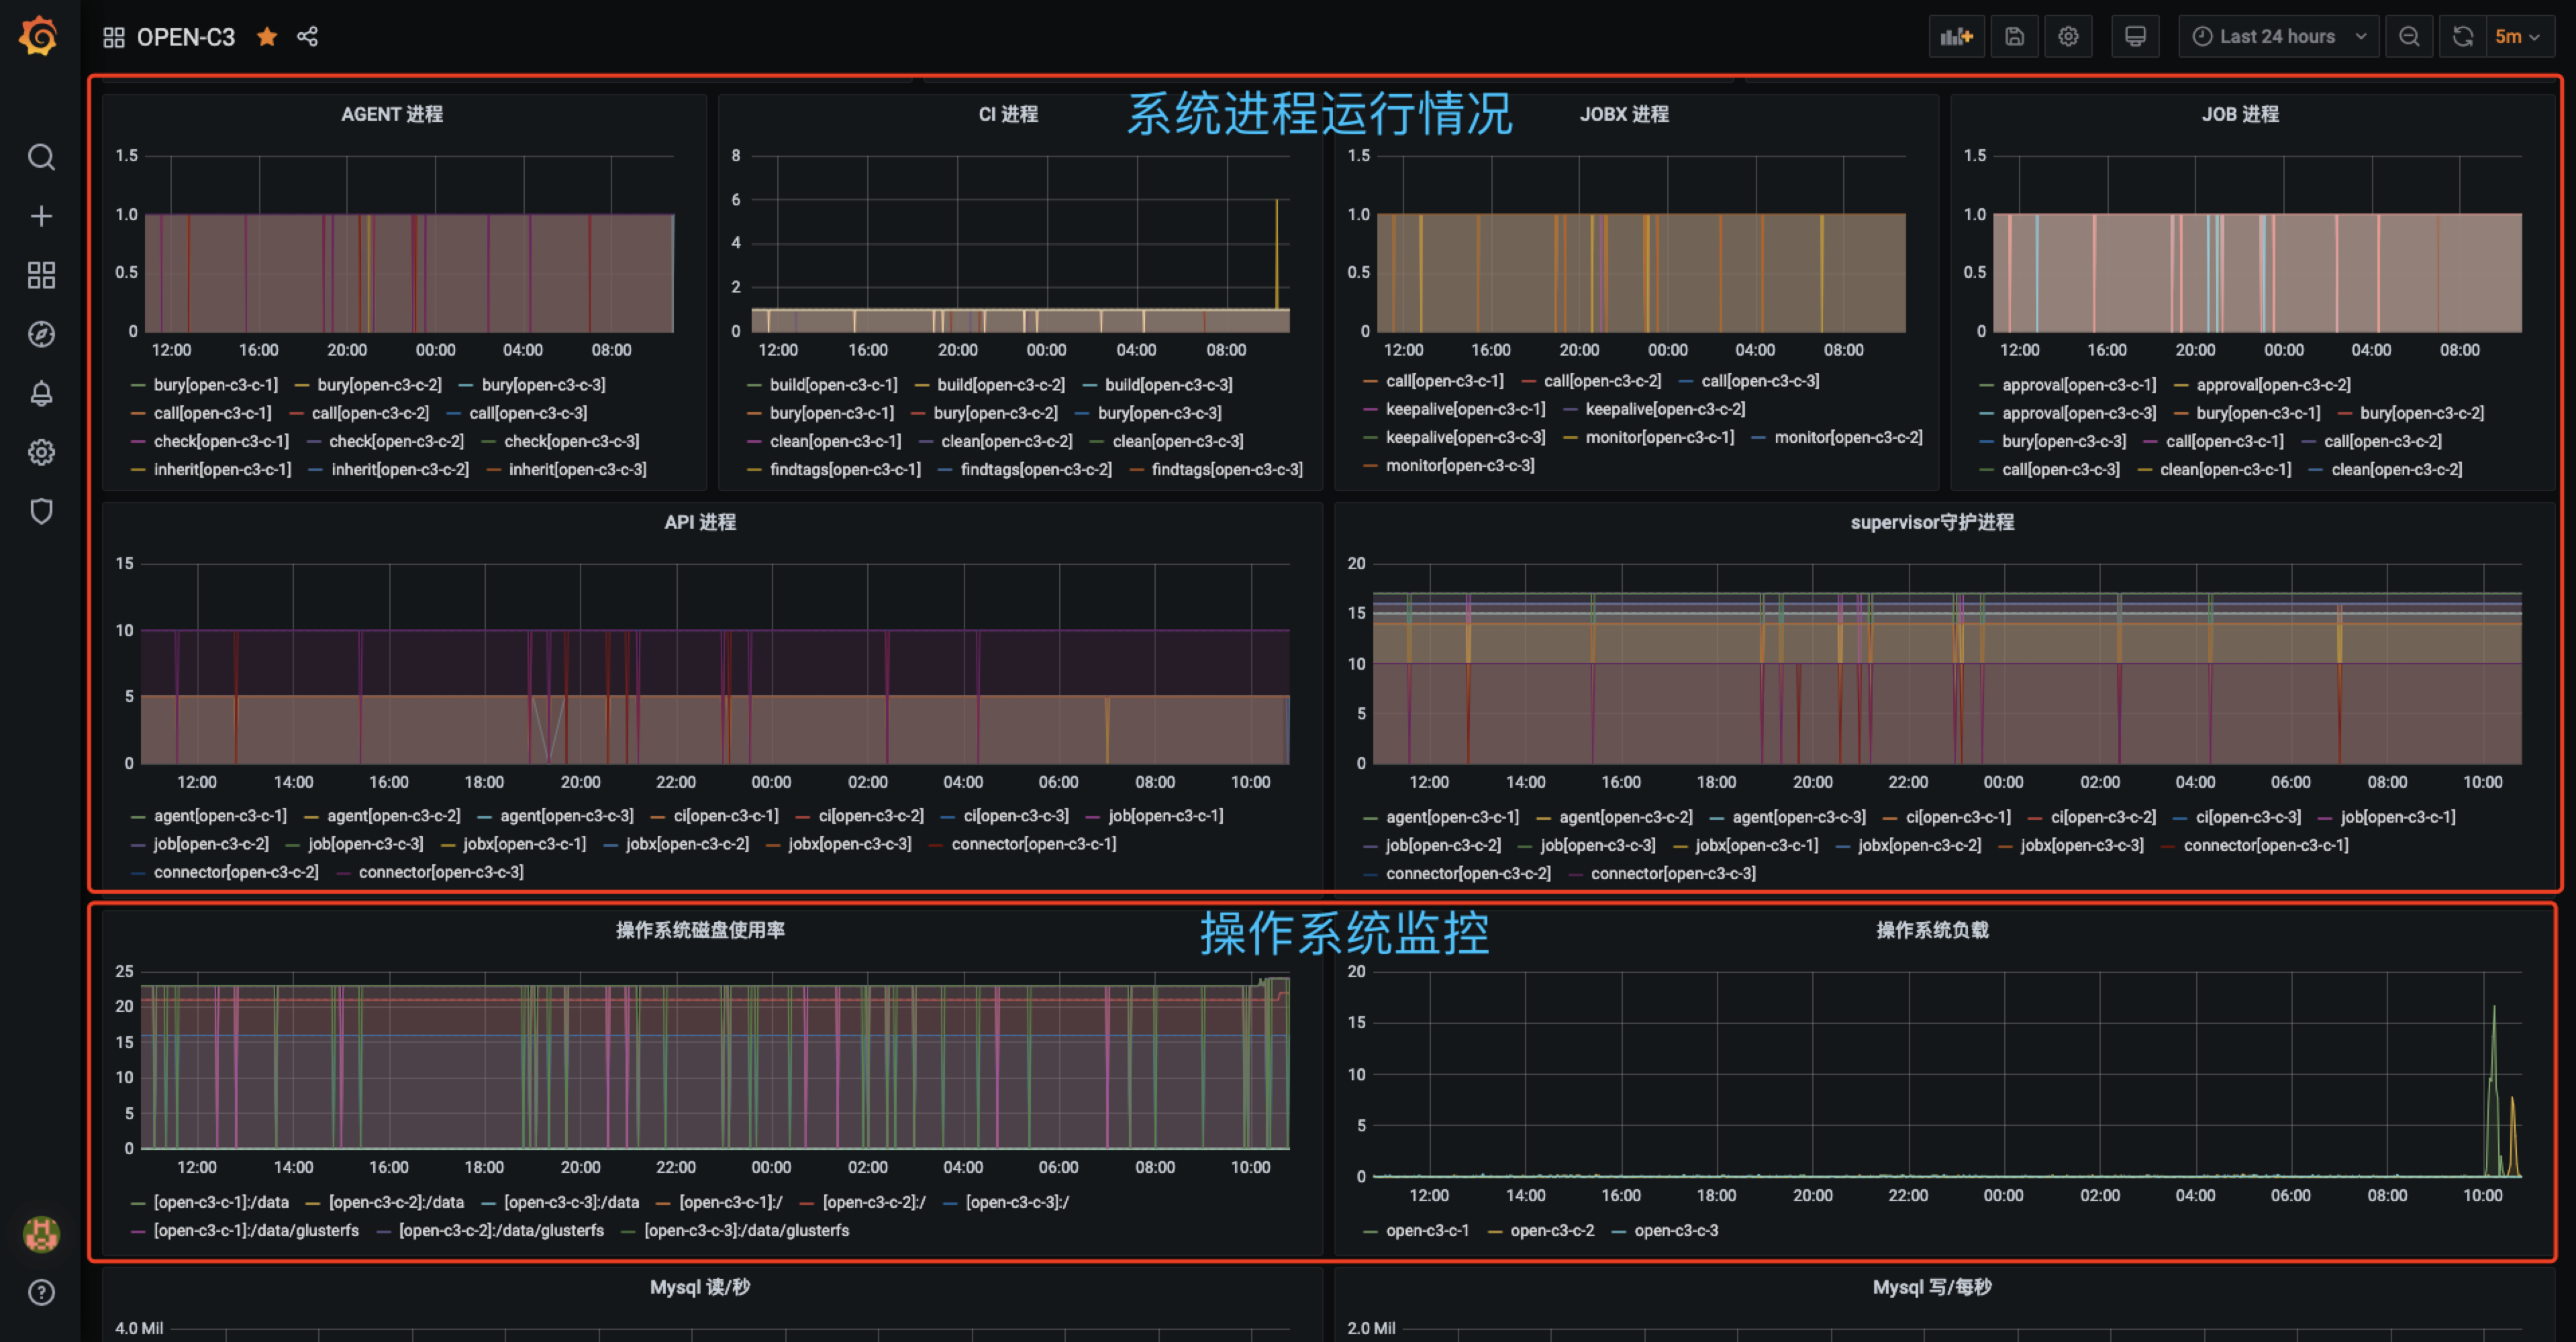 OPEN-C3
Last 24 hours
5m
系统进程运行情况
AGENT 进程
1.5
1.0
0.5
0
12:00 16:00 20:00 00:00 04:00 08:00
bury[open-c3-c-1] bury[open-c3-c-2] bury[open-c3-c-3]
call[open-c3-c-1] call[open-c3-c-2] call[open-c3-c-3]
check[open-c3-c-1] check[open-c3-c-2] check[open-c3-c-3]
inherit[open-c3-c-1] inherit[open-c3-c-2] inherit[open-c3-c-3]
CI 进程
8
6
4
2
0
12:00 16:00 20:00 00:00 04:00 08:00
build[open-c3-c-1] build[open-c3-c-2] build[open-c3-c-3]
bury[open-c3-c-1] bury[open-c3-c-2] bury[open-c3-c-3]
clean[open-c3-c-1] clean[open-c3-c-2] clean[open-c3-c-3]
findtags[open-c3-c-1] findtags[open-c3-c-2] findtags[open-c3-c-3]
JOBX 进程
1.5
1.0
0.5
0
12:00 16:00 20:00 00:00 04:00 08:00
call[open-c3-c-1] call[open-c3-c-2] call[open-c3-c-3]
keepalive[open-c3-c-1] keepalive[open-c3-c-2]
keepalive[open-c3-c-3] monitor[open-c3-c-1] monitor[open-c3-c-2]
monitor[open-c3-c-3]
JOB 进程
1.5
1.0
0.5
0
12:00 16:00 20:00 00:00 04:00 08:00
approval[open-c3-c-1] approval[open-c3-c-2]
approval[open-c3-c-3] bury[open-c3-c-1] bury[open-c3-c-2]
bury[open-c3-c-3] call[open-c3-c-1] call[open-c3-c-2]
call[open-c3-c-3] clean[open-c3-c-1] clean[open-c3-c-2]
API 进程
15
10
5
0
12:00 14:00 16:00 18:00 20:00 22:00 00:00 02:00 04:00 06:00 08:00 10:00
agent[open-c3-c-1] agent[open-c3-c-2] agent[open-c3-c-3] ci[open-c3-c-1] ci[open-c3-c-2] ci[open-c3-c-3] job[open-c3-c-1]
job[open-c3-c-2] job[open-c3-c-3] jobx[open-c3-c-1] jobx[open-c3-c-2] jobx[open-c3-c-3] connector[open-c3-c-1]
connector[open-c3-c-2] connector[open-c3-c-3]
supervisor守护进程
20
15
10
5
0
12:00 14:00 16:00 18:00 20:00 22:00 00:00 02:00 04:00 06:00 08:00 10:00
agent[open-c3-c-1] agent[open-c3-c-2] agent[open-c3-c-3] ci[open-c3-c-1] ci[open-c3-c-2] ci[open-c3-c-3] job[open-c3-c-1]
job[open-c3-c-2] job[open-c3-c-3] jobx[open-c3-c-1] jobx[open-c3-c-2] jobx[open-c3-c-3] connector[open-c3-c-1]
connector[open-c3-c-2] connector[open-c3-c-3]
操作系统监控
操作系统磁盘使用率
25
20
15
10
5
0
12:00 14:00 16:00 18:00 20:00 22:00 00:00 02:00 04:00 06:00 08:00 10:00
[open-c3-c-1]:/data [open-c3-c-2]:/data [open-c3-c-3]:/data [open-c3-c-1]:/ [open-c3-c-2]:/ [open-c3-c-3]:/
[open-c3-c-1]:/data/glusterfs [open-c3-c-2]:/data/glusterfs [open-c3-c-3]:/data/glusterfs
操作系统负载
20
15
10
5
0
12:00 14:00 16:00 18:00 20:00 22:00 00:00 02:00 04:00 06:00 08:00 10:00
open-c3-c-1 open-c3-c-2 open-c3-c-3
Mysql 读/秒
4.0 Mil
Mysql 写/每秒
2.0 Mil